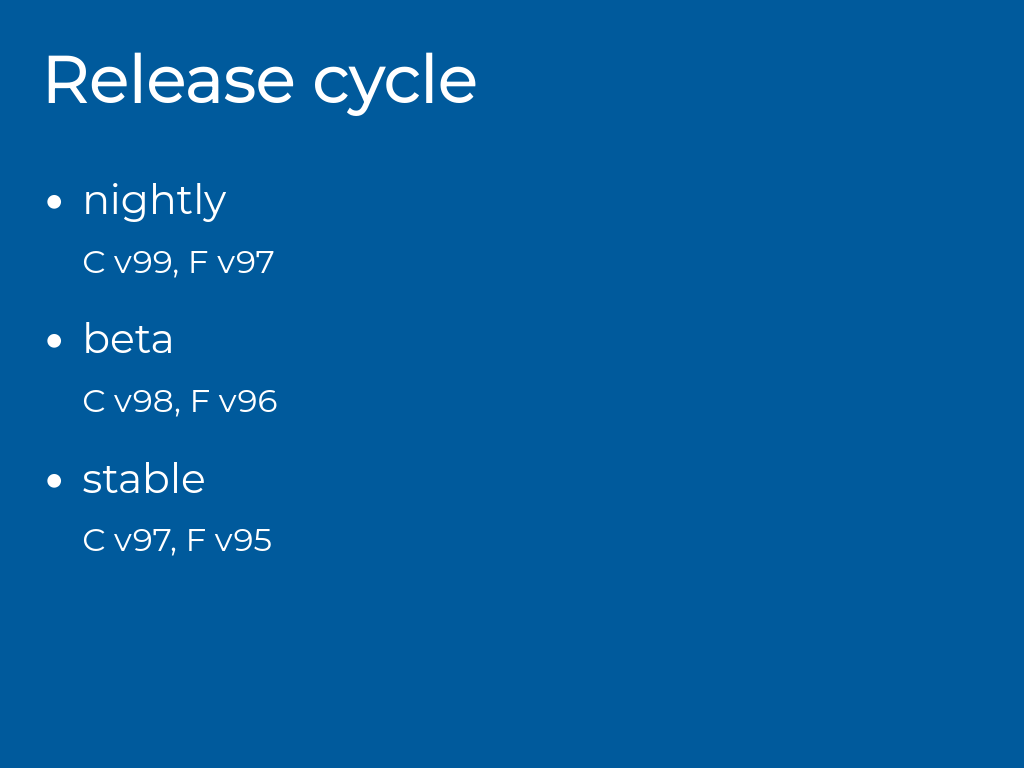 Release cycle
nightly
C v99, F v97
beta
C v98, F v96
stable
C v97, F v95